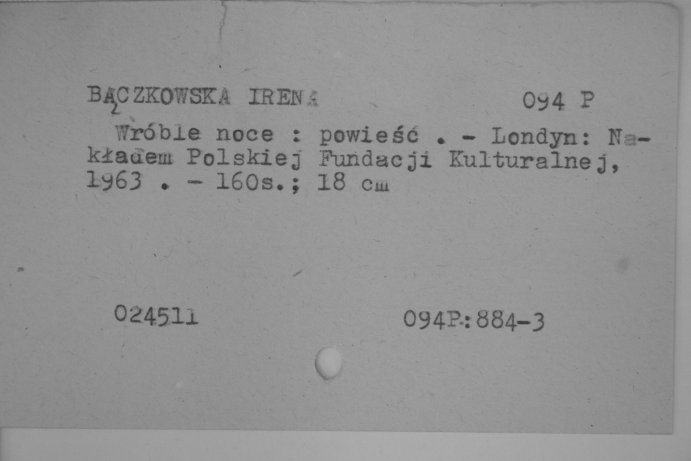 BĄCZKOWSKA IRENA 094 P
Wróble noce : powieść . - Londyn: Na-
kładem Polskiej Fundacji Kulturalnej,
1963 . - 160s.; 18 cm
024511 094P.:884-3